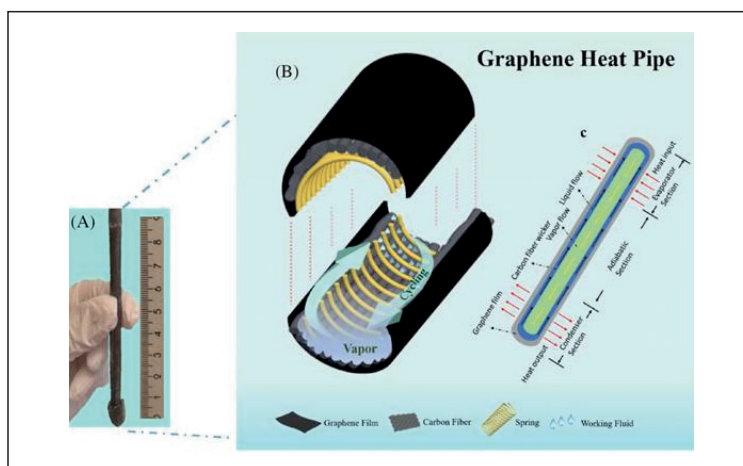 Graphene Heat Pipe
(A)
(B)
c
Vapor
Cycling
Graphene film
Carbon fiber wicker
Vapor flow
Liquid flow
Heat input
Evaporator
Section
Adiabatic
Section
Condenser
Section
Heat output
Graphene Film
Carbon Fiber
Spring
Working Fluid